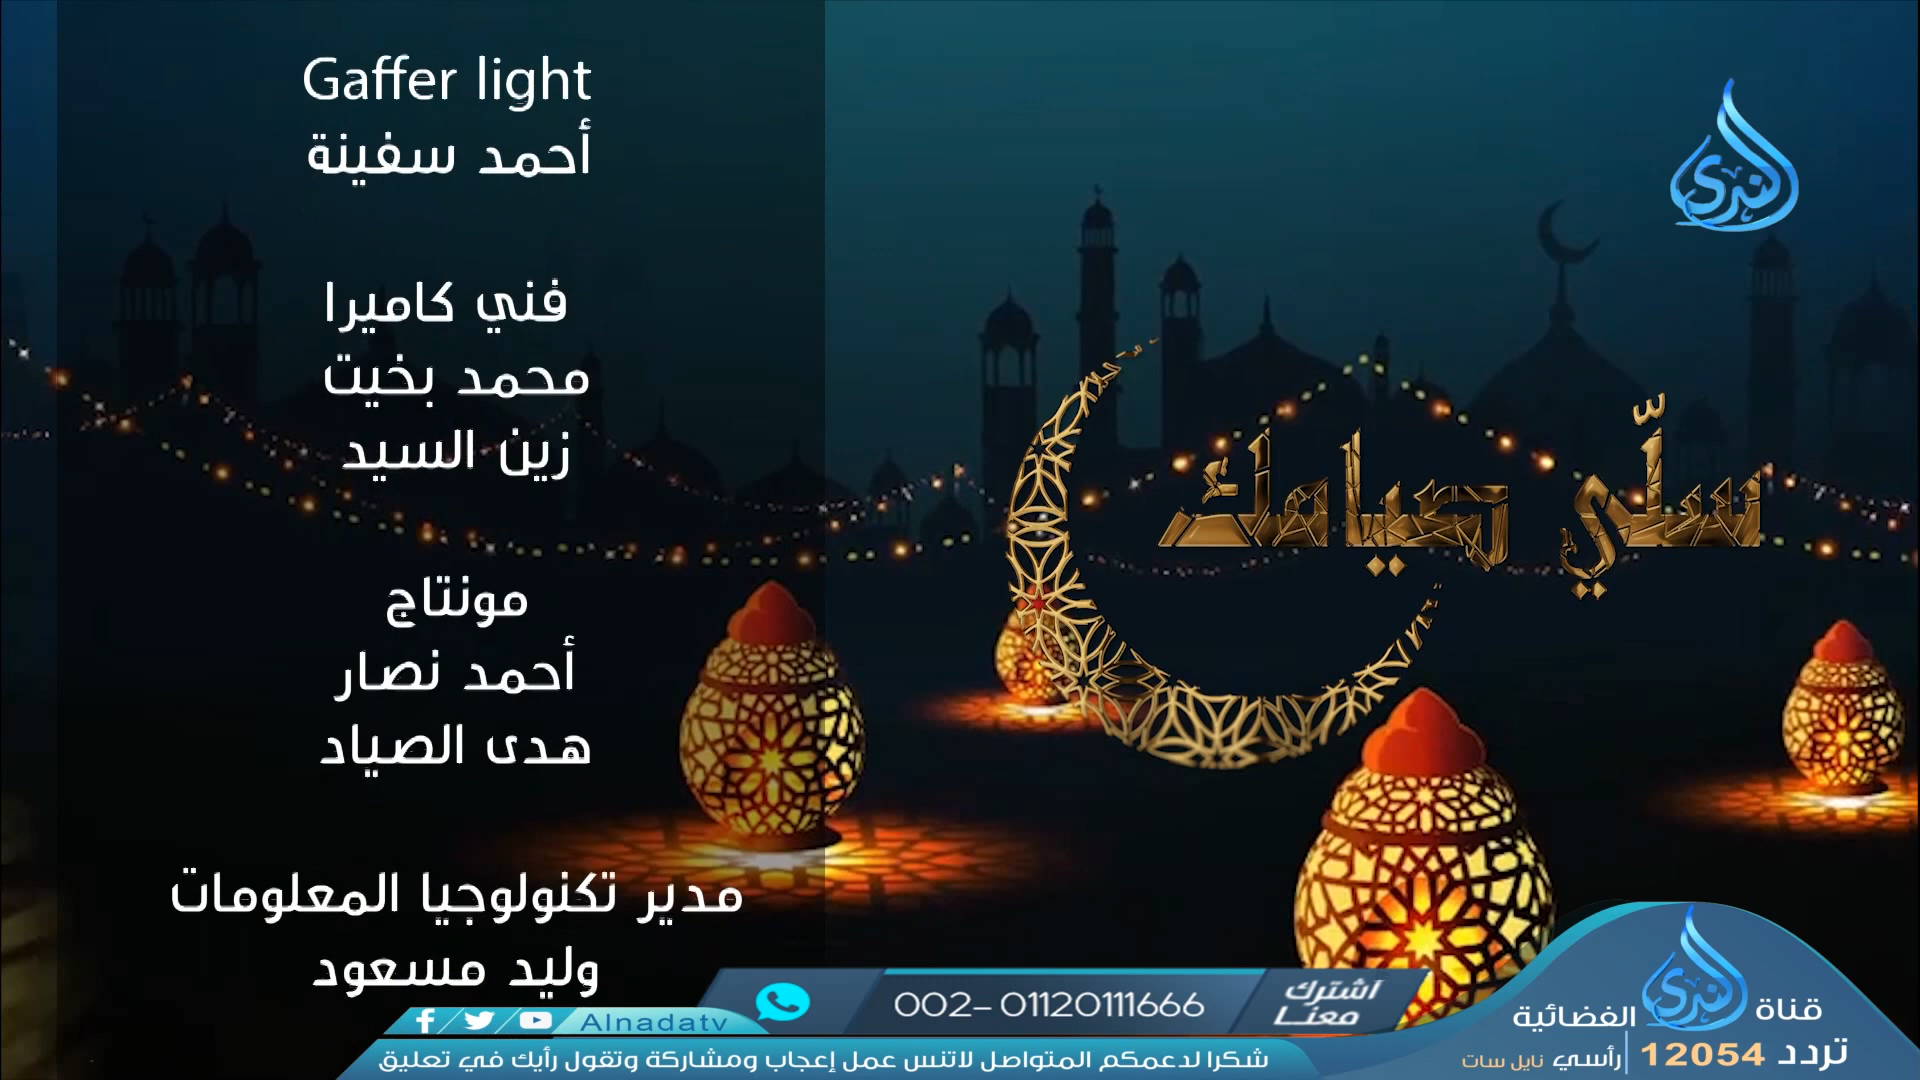 Gaffer light
أحمد سفينة
فني كاميرا
محمد بخيت
زين السيد
مونتاج
أحمد نصار
هدى الصياد
مدير تكنولوجيا المعلومات
وليد مسعود
الندى
سلّي صيامك
اشترك معنا
002-01120111666
Alnadatv
شكرا لدعمكم المتواصل لاتنس عمل إعجاب ومشاركة وتقول رأيك في تعليق
قناة الندى الفضائية
تردد 12054 رأسي نايل سات